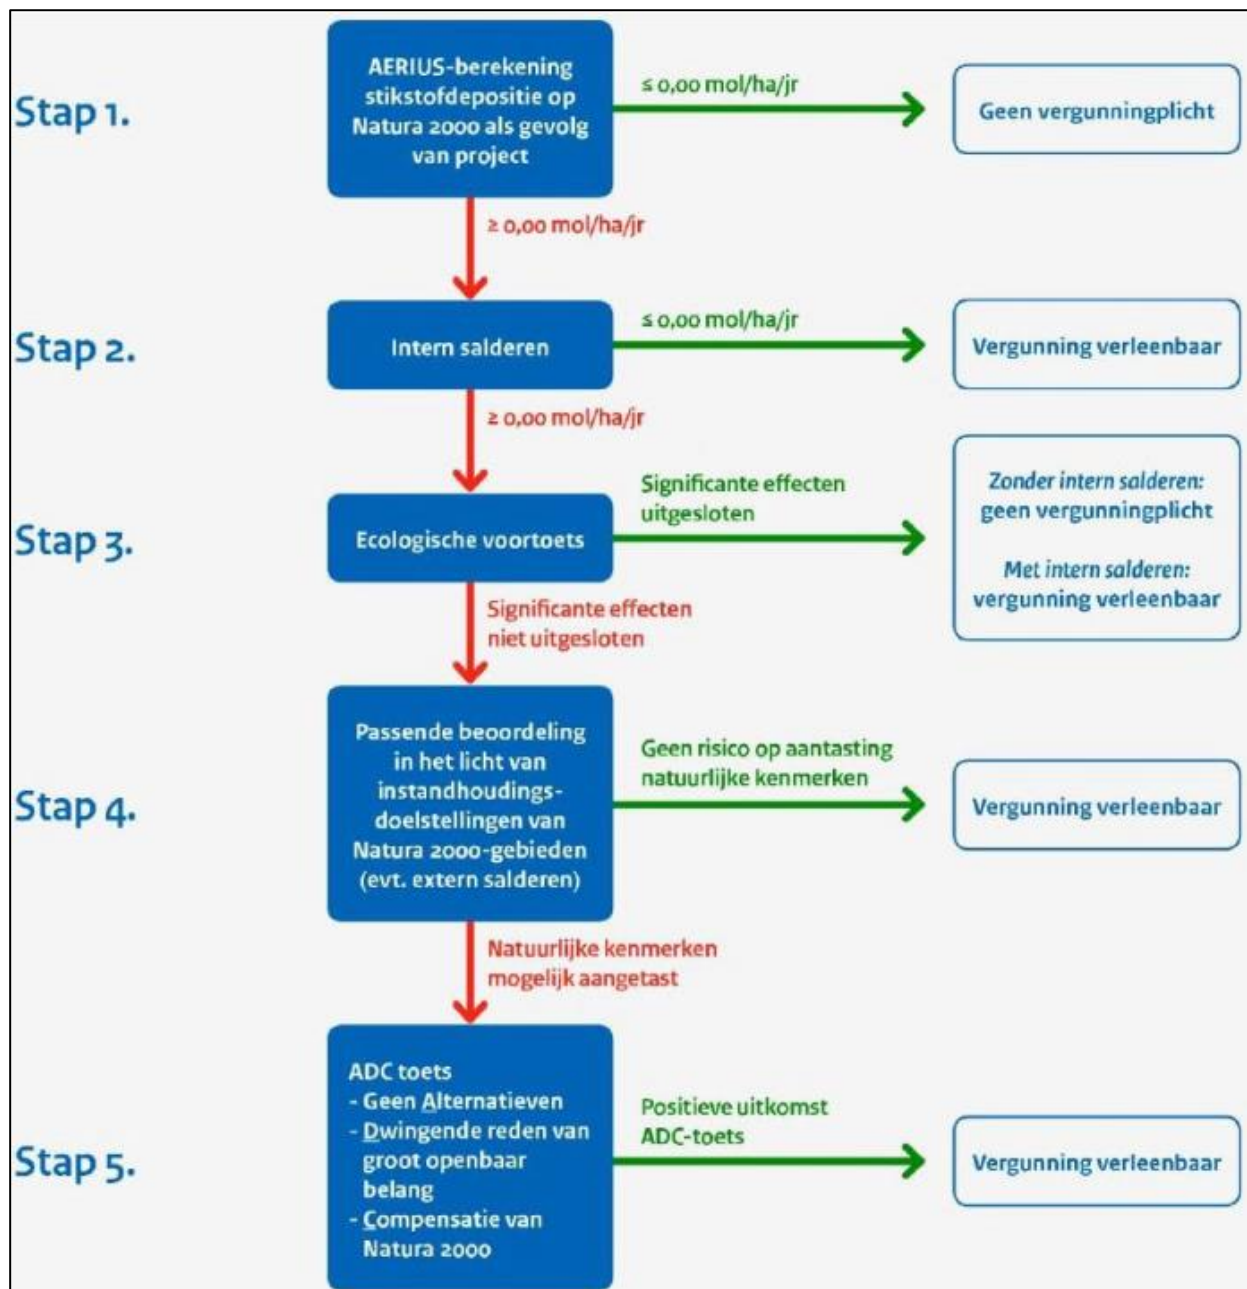 Stap 1.
AERIUS-berekening
stikstofdepositie op
Natura 2000 als gevolg
van project
≤ 0,00 mol/ha/jr
Geen vergunningplicht
≥ 0,00 mol/ha/jr
Stap 2.
Intern salderen
≤ 0,00 mol/ha/jr
Vergunning verleenbaar
≥ 0,00 mol/ha/jr
Stap 3.
Ecologische voortoets
Significante effecten
uitgesloten
Zonder intern salderen:
geen vergunningplicht
Met intern salderen:
vergunning verleenbaar
Significante effecten
niet uitgesloten
Stap 4.
Passende beoordeling
in het licht van
instandhoudings-
doelstellingen van
Natura 2000-gebieden
(evt. extern salderen)
Geen risico op aantasting
natuurlijke kenmerken
Vergunning verleenbaar
Natuurlijke kenmerken
mogelijk aangetast
Stap 5.
ADC toets
- Geen Alternatieven
- Dwingende reden van
groot openbaar
belang
- Compensatie van
Natura 2000
Positieve uitkomst
ADC-toets
Vergunning verleenbaar